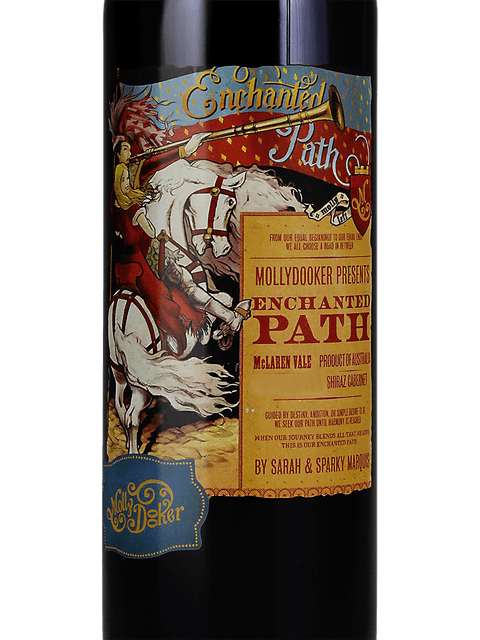 Enchanted
Path
molly
FROM OUR EQUAL BEGINNINGS TO OUR EQUAL END
WE ALL CHOOSE A ROAD IN BETWEEN
MOLLYDOOKER PRESENTS
ENCHANTED
PATH
McLAREN VALE PRODUCT OF AUSTRALIA
SHIRAZ CABERNET
GUIDED BY DESTINY, AMBITION, OR SIMPLE DESIRE TO BE
WE SEEK OUR PATH UNTIL HARMONY IS REACHED
WHEN OUR JOURNEY BLENDS ALL THAT WE LOVE
THIS IS OUR ENCHANTED PATH
BY SARAH & SPARKY MARQUIS
Molly
Dooker